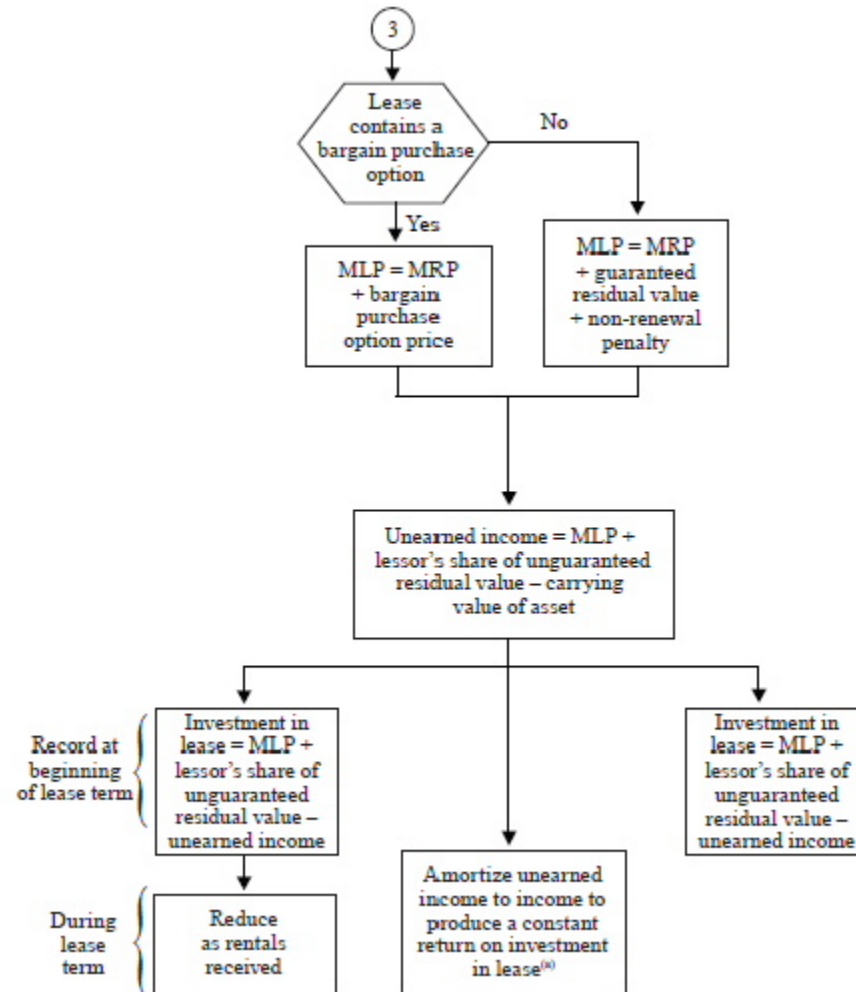 3
Lease
contains a
bargain purchase
option
No
Yes
MLP = MRP
+ bargain
purchase
option price
MLP = MRP
+ guaranteed
residual value
+ non-renewal
penalty
Unearned income = MLP +
lessor's share of unguaranteed
residual value – carrying
value of asset
Record at
beginning
of lease term
Investment in
lease = MLP +
lessor's share of
unguaranteed
residual value –
unearned income
Investment in
lease = MLP +
lessor's share of
unguaranteed
residual value –
unearned income
During
lease
term
Reduce
as rentals
received
Amortize unearned
income to income to
produce a constant
return on investment
in lease(a)